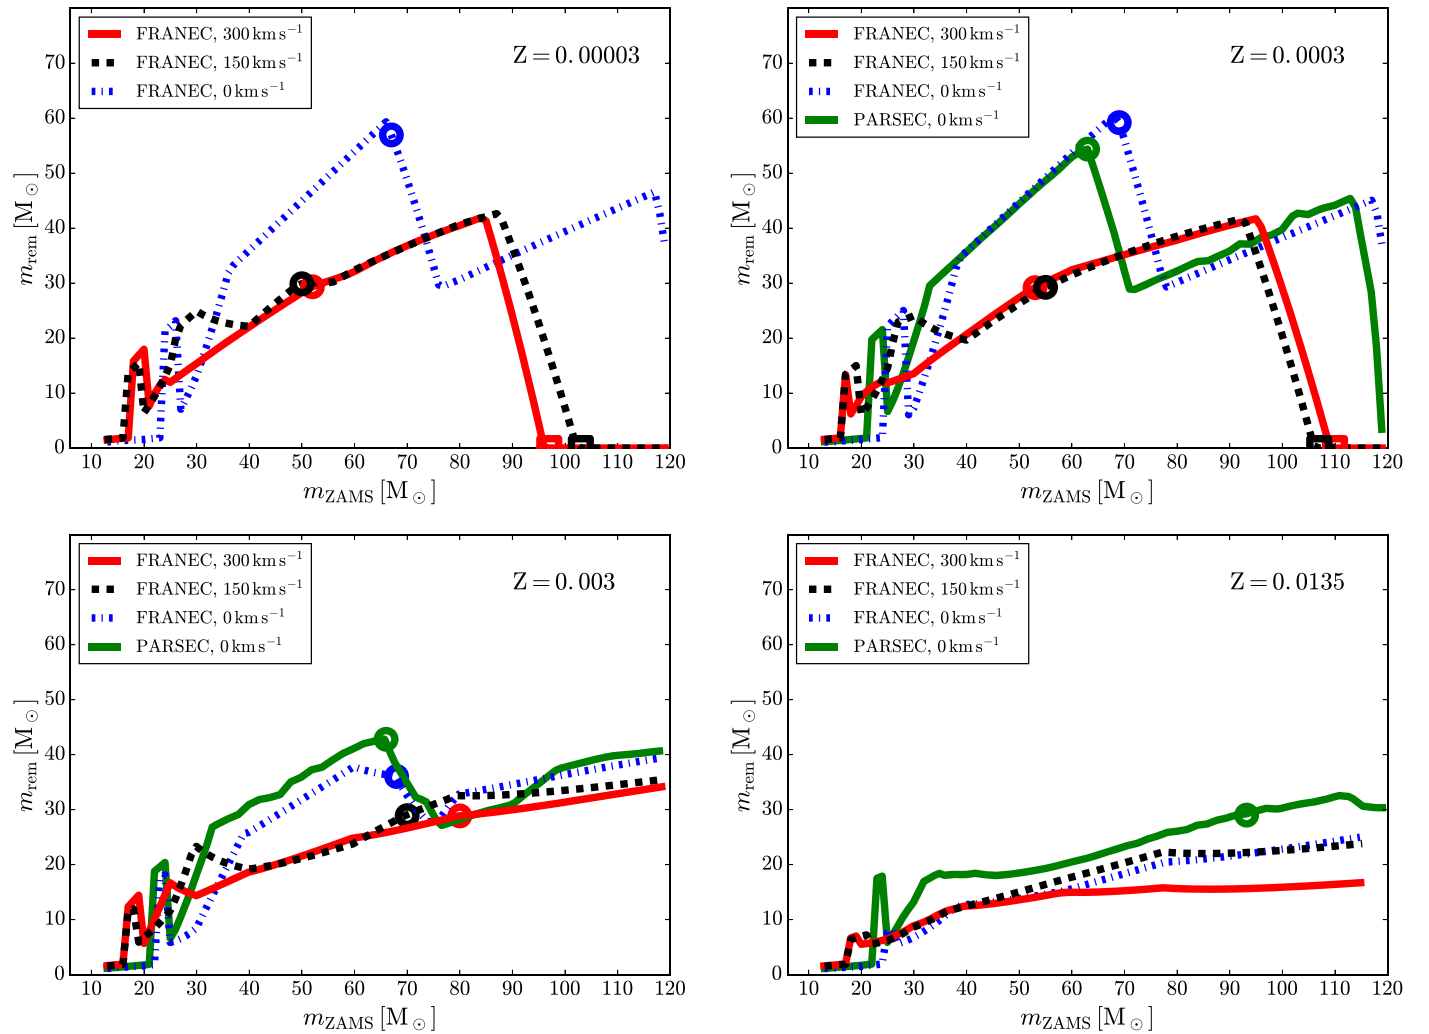 FRANEC, 300 km s⁻¹
FRANEC, 150 km s⁻¹
FRANEC, 0 km s⁻¹
Z = 0.00003
70
60
50
40
30
20
10
0
m_rem [M⊙]
10 20 30 40 50 60 70 80 90 100 110 120
m_ZAMS [M⊙]
FRANEC, 300 km s⁻¹
FRANEC, 150 km s⁻¹
FRANEC, 0 km s⁻¹
PARSEC, 0 km s⁻¹
Z = 0.0003
70
60
50
40
30
20
10
0
m_rem [M⊙]
10 20 30 40 50 60 70 80 90 100 110 120
m_ZAMS [M⊙]
FRANEC, 300 km s⁻¹
FRANEC, 150 km s⁻¹
FRANEC, 0 km s⁻¹
PARSEC, 0 km s⁻¹
Z = 0.003
70
60
50
40
30
20
10
0
m_rem [M⊙]
10 20 30 40 50 60 70 80 90 100 110 120
m_ZAMS [M⊙]
FRANEC, 300 km s⁻¹
FRANEC, 150 km s⁻¹
FRANEC, 0 km s⁻¹
PARSEC, 0 km s⁻¹
Z = 0.0135
70
60
50
40
30
20
10
0
m_rem [M⊙]
10 20 30 40 50 60 70 80 90 100 110 120
m_ZAMS [M⊙]